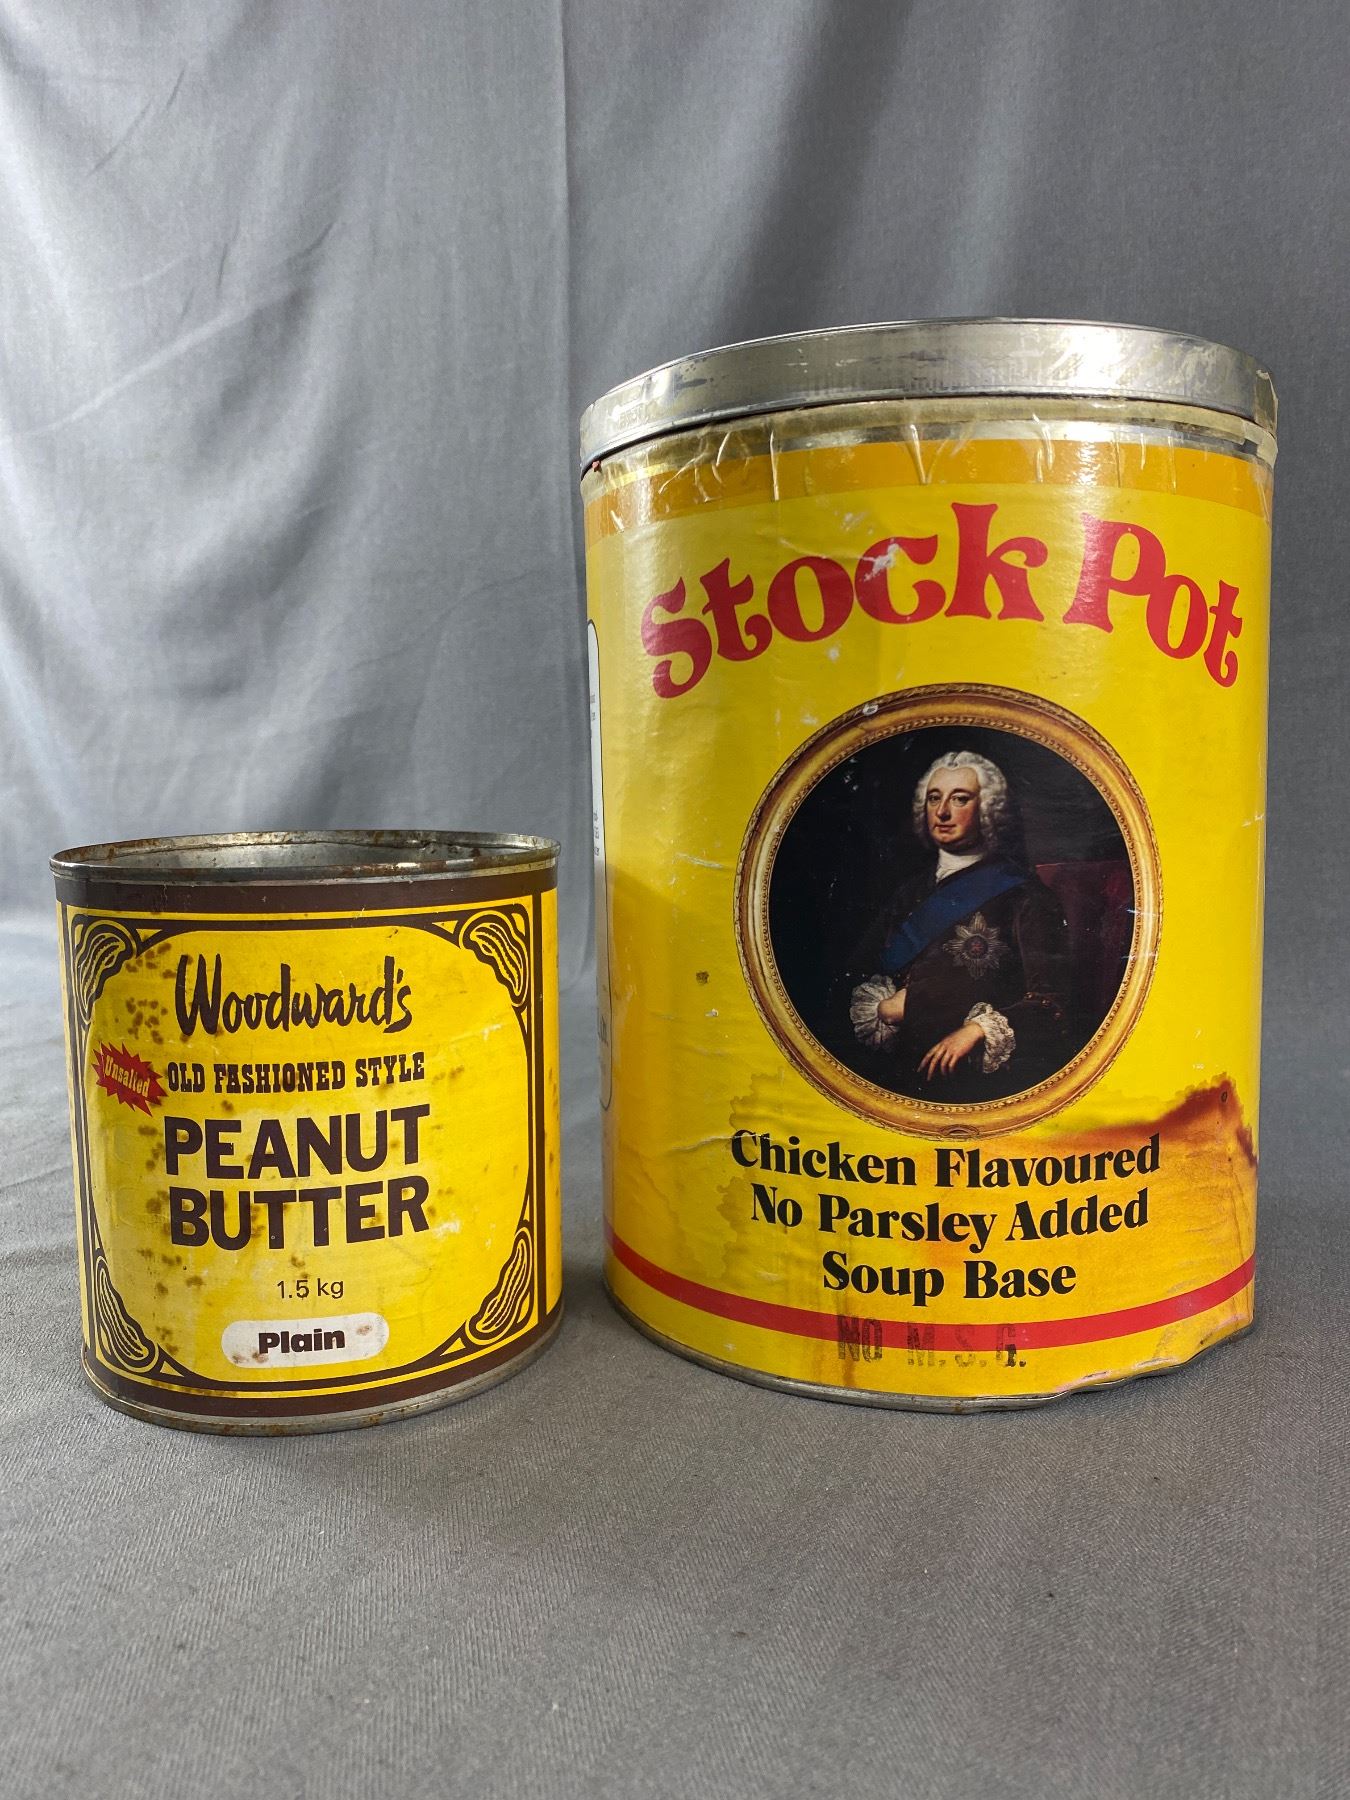 Woodward's
Unsalted
OLD FASHIONED STYLE
PEANUT
BUTTER
1.5 kg
Plain
Stock Pot
Chicken Flavoured
No Parsley Added
Soup Base
NO M.S.G.